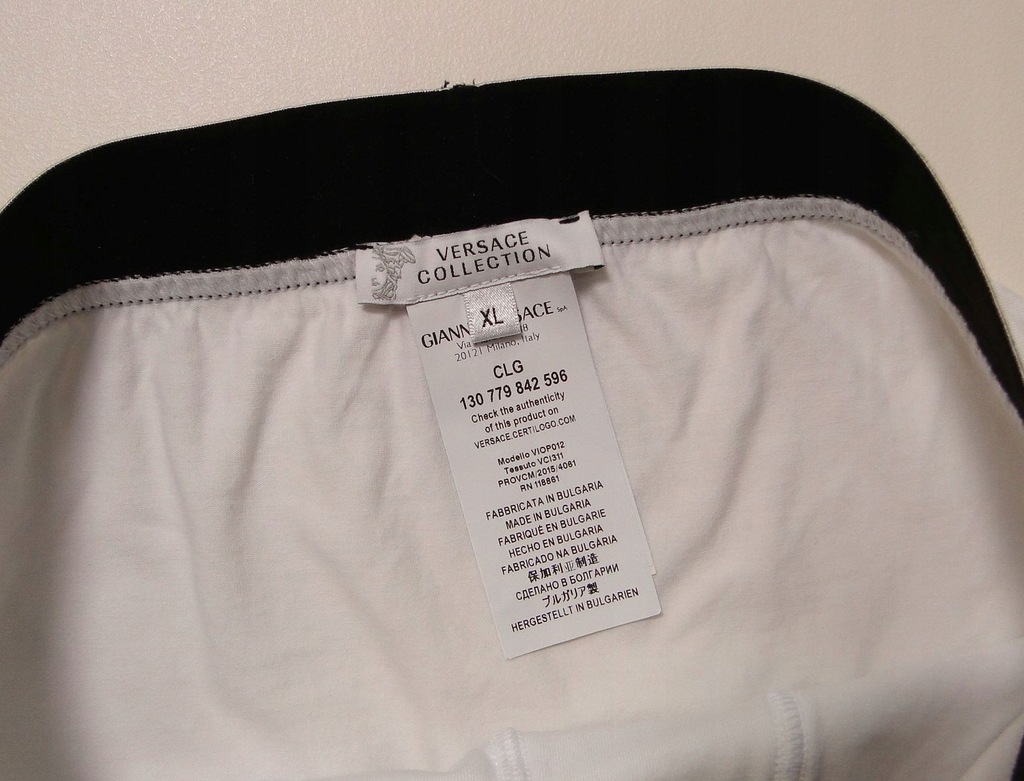 VERSACE
COLLECTION
XL
GIANN ACE SpA
Via 8
20121 Milano, Italy
CLG
130 779 842 596
Check the authenticity
of this product on
VERSACE.CERTILOGO.COM
Modello VIOP012
Tessuto VCI311
PROVCM/2015/4061
RN 118861
FABBRICATA IN BULGARIA
MADE IN BULGARIA
FABRIQUÉ EN BULGARIE
HECHO EN BULGARIA
FABRICADO NA BULGÁRIA
保加利亚制造
СДЕЛАНО В БОЛГАРИИ
ブルガリア製
HERGESTELLT IN BULGARIEN